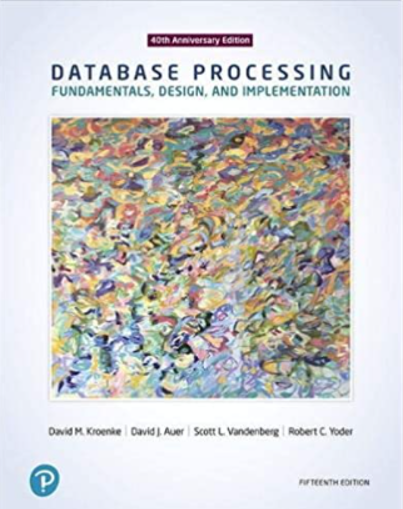 40th Anniversary Edition
DATABASE PROCESSING
FUNDAMENTALS, DESIGN, AND IMPLEMENTATION
David M. Kroenke | David J. Auer | Scott L. Vandenberg | Robert C. Yoder
P
FIFTEENTH EDITION